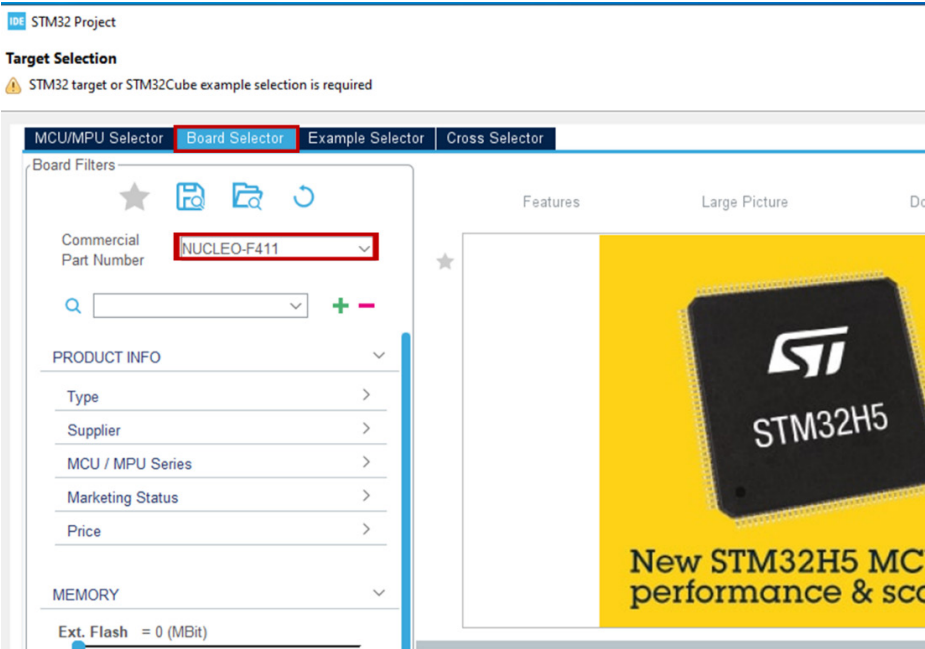 IDE STM32 Project
Target Selection
STM32 target or STM32Cube example selection is required
MCU/MPU Selector Board Selector Example Selector Cross Selector
Board Filters
Features Large Picture Do
Commercial
Part Number
NUCLEO-F411
PRODUCT INFO
Type
Supplier
MCU / MPU Series
Marketing Status
Price
MEMORY
Ext. Flash = 0 (MBit)
ST
STM32H5
New STM32H5 MC
performance & sc